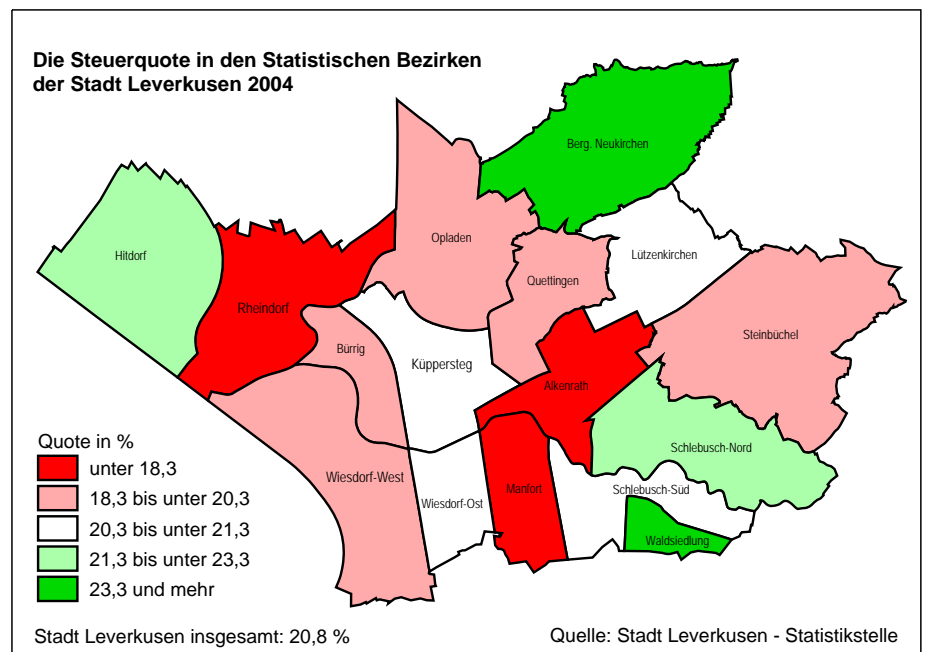 Die Steuerquote in den Statistischen Bezirken
der Stadt Leverkusen 2004
Berg. Neukirchen
Hitdorf
Opladen
Lützenkirchen
Quettingen
Rheindorf
Steinbüchel
Bürrig
Küppersteg
Alkenrath
Schlebusch-Nord
Wiesdorf-West
Manfort
Schlebusch-Süd
Wiesdorf-Ost
Waldsiedlung
Quote in %
unter 18,3
18,3 bis unter 20,3
20,3 bis unter 21,3
21,3 bis unter 23,3
23,3 und mehr
Stadt Leverkusen insgesamt: 20,8 %
Quelle: Stadt Leverkusen - Statistikstelle